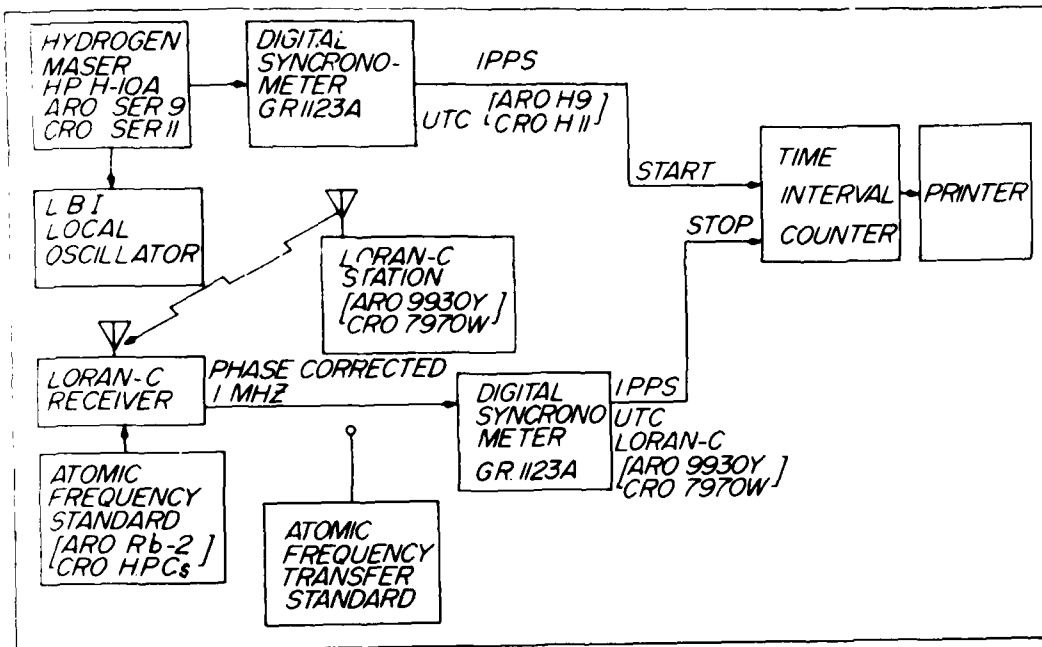 HYDROGEN
MASER
HP H-10A
ARO SER 9
CRO SER 11
DIGITAL
SYNCRONO-
METER
GR1123A
1PPS
UTC [ARO H9
CRO H11]
START
STOP
TIME
INTERVAL
COUNTER
PRINTER
LBI
LOCAL
OSCILLATOR
LORAN-C
STATION
[ARO 9930Y
CRO 7970W]
LORAN-C
RECEIVER
PHASE CORRECTED
1 MHZ
DIGITAL
SYNCRONO
METER
GR.1123A
1PPS
UTC
LORAN-C
[ARO 9930Y
CRO 7970W]
ATOMIC
FREQUENCY
STANDARD
[ARO Rb-2
CRO H.P.Cs]
ATOMIC
FREQUENCY
TRANSFER
STANDARD